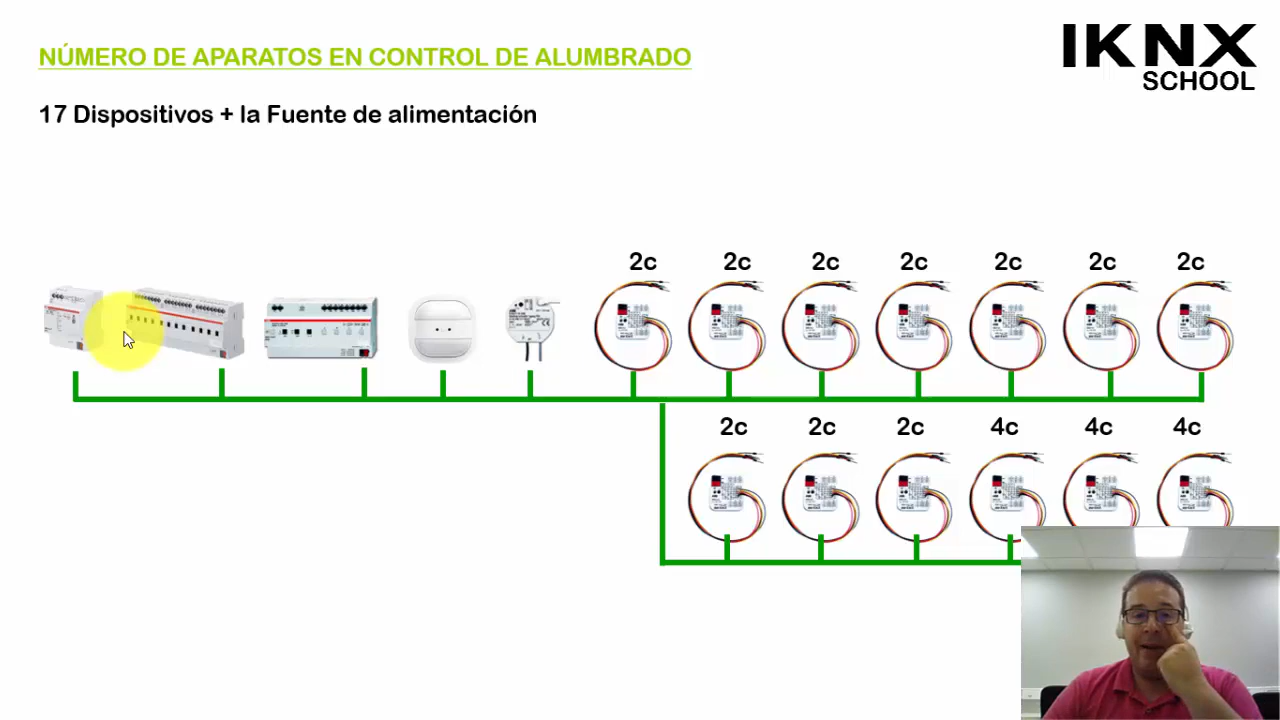 NÚMERO DE APARATOS EN CONTROL DE ALUMBRADO
IKNX
SCHOOL
17 Dispositivos + la Fuente de alimentación
2c 2c 2c 2c 2c 2c 2c
2c 2c 2c 4c 4c 4c